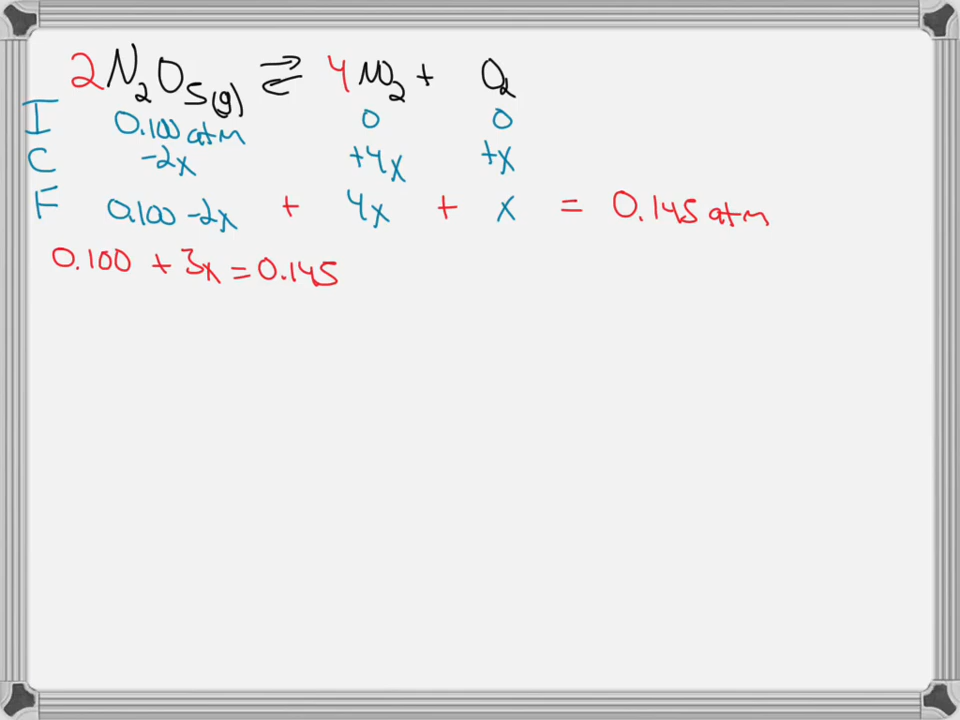 2N₂O₅(g) ⇌ 4NO₂ + O₂
I 0.100 atm 0 0
C -2x +4x +x
F 0.100 -2x + 4x + x = 0.145 atm
0.100 + 3x = 0.145